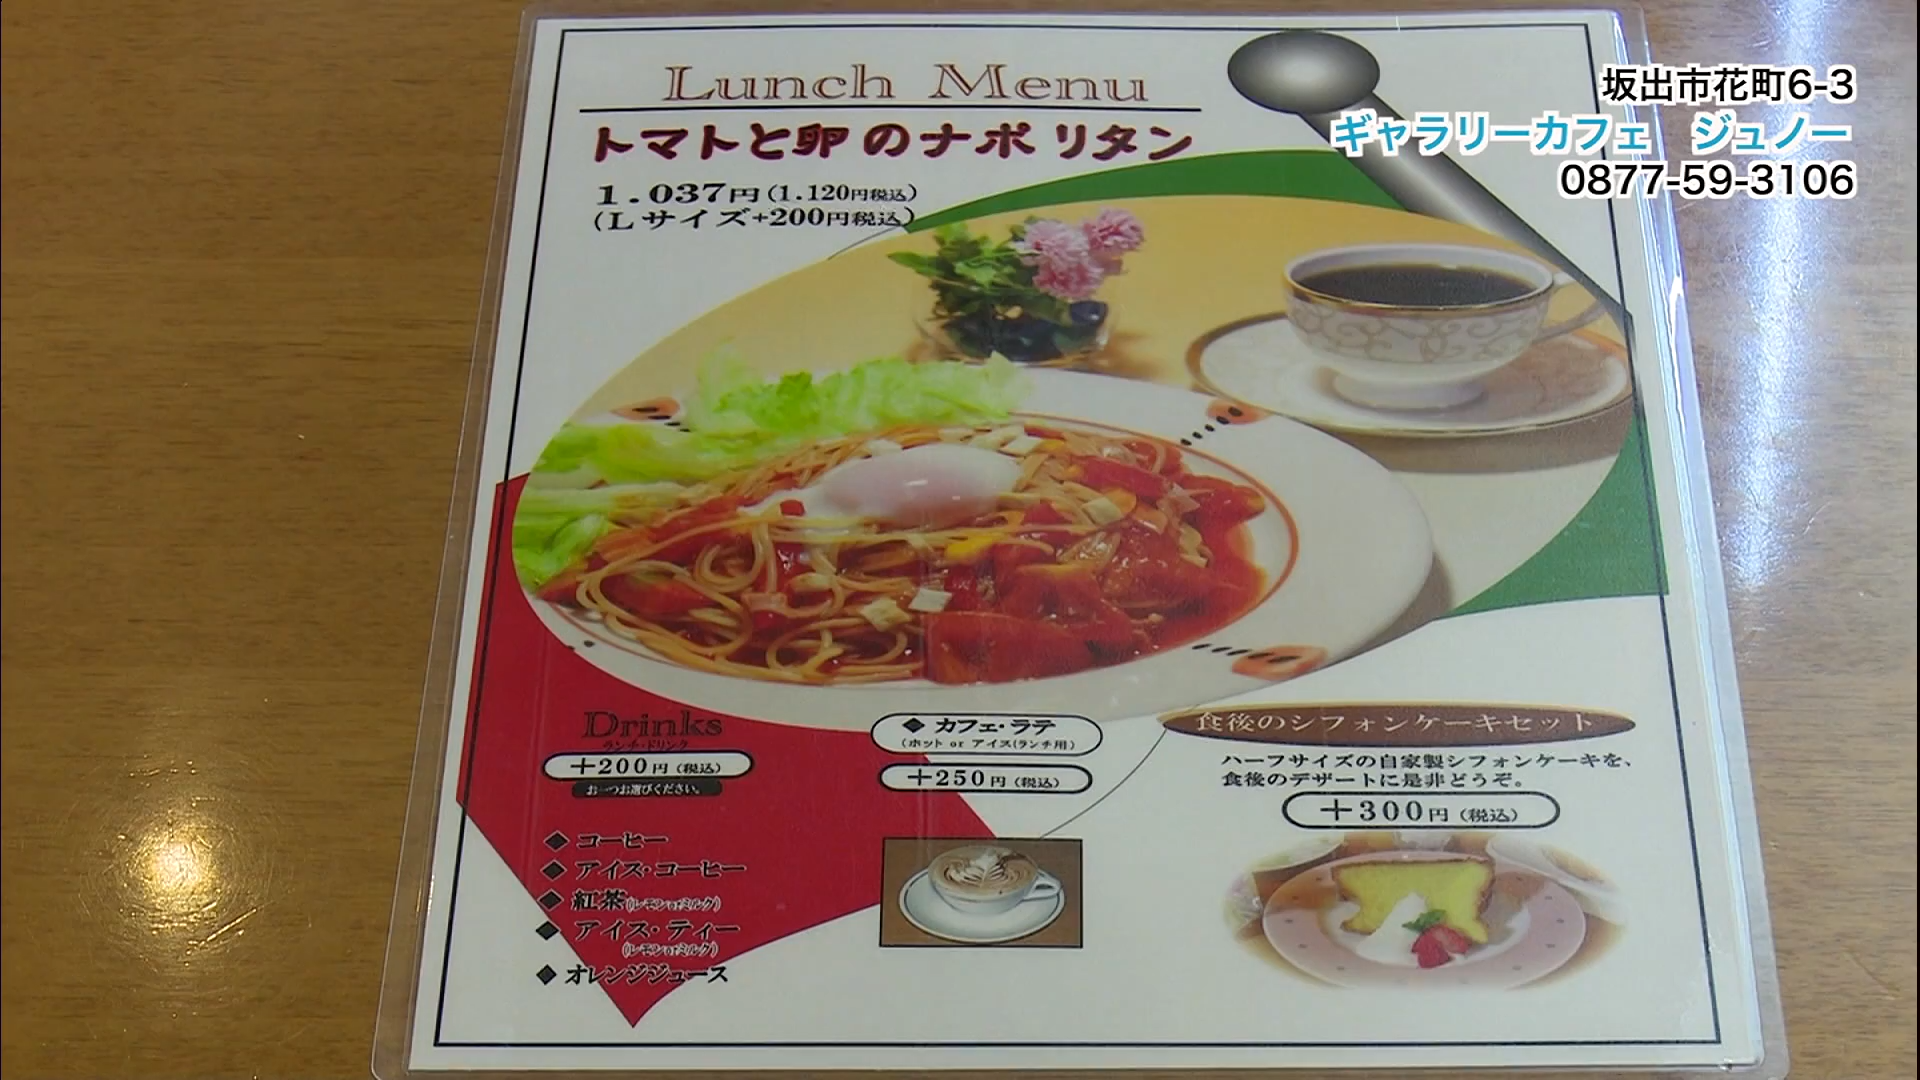 坂出市花町6-3
ギャラリーカフェ ジュノー
0877-59-3106
Lunch Menu
トマトと卵のナポリタン
1.037円(1.120円税込)
(Lサイズ+200円税込)
Drinks
ランチ・ドリンク
+200円(税込)
お一つお選びください。
◆ コーヒー
◆ アイス・コーヒー
◆ 紅茶(レモンorミルク)
◆ アイス・ティー
(レモンorミルク)
◆ オレンジジュース
◆ カフェ・ラテ
(ホット or アイス(ランチ用)
+250円(税込)
食後のシフォンケーキセット
ハーフサイズの自家製シフォンケーキを、
食後のデザートに是非どうぞ。
+300円(税込)